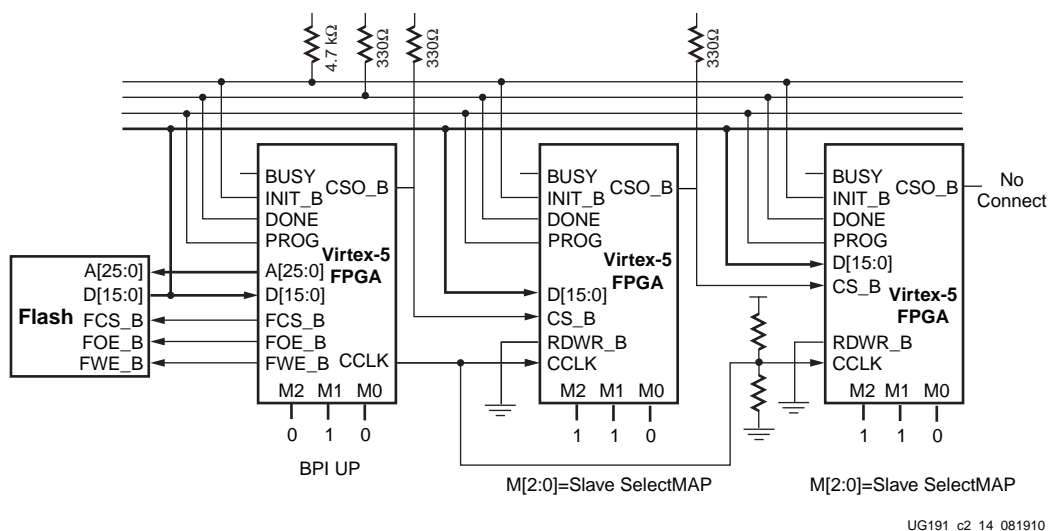 4.7 kΩ
330Ω
330Ω
330Ω
BUSY
INIT_B
DONE
PROG
A[25:0]
D[15:0]
FCS_B
FOE_B
FWE_B
CSO_B
Virtex-5
FPGA
CCLK
M2 M1 M0
0 1 0
BPI UP
Flash
A[25:0]
D[15:0]
FCS_B
FOE_B
FWE_B
BUSY
INIT_B
DONE
PROG
D[15:0]
CS_B
RDWR_B
CCLK
CSO_B
Virtex-5
FPGA
M2 M1 M0
1 1 0
M[2:0]=Slave SelectMAP
BUSY
INIT_B
DONE
PROG
D[15:0]
CS_B
RDWR_B
CCLK
CSO_B
Virtex-5
FPGA
M2 M1 M0
1 1 0
M[2:0]=Slave SelectMAP
No
Connect
UG191_c2_14_081910